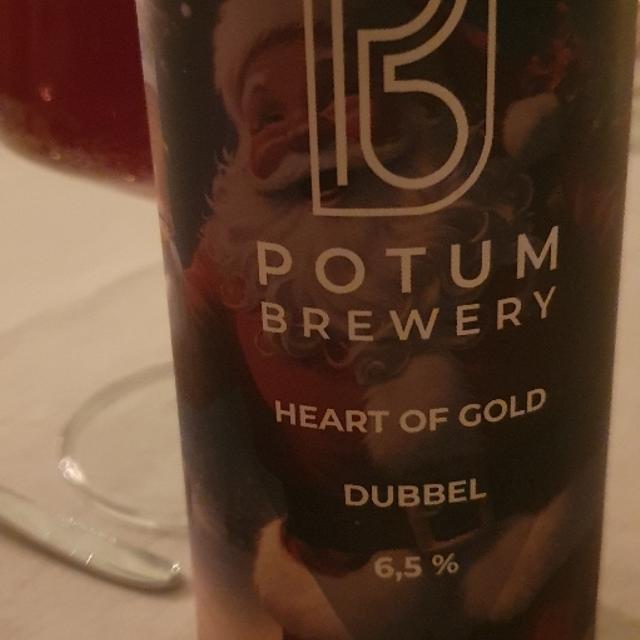 POTUM
BREWERY
HEART OF GOLD
DUBBEL
6,5 %